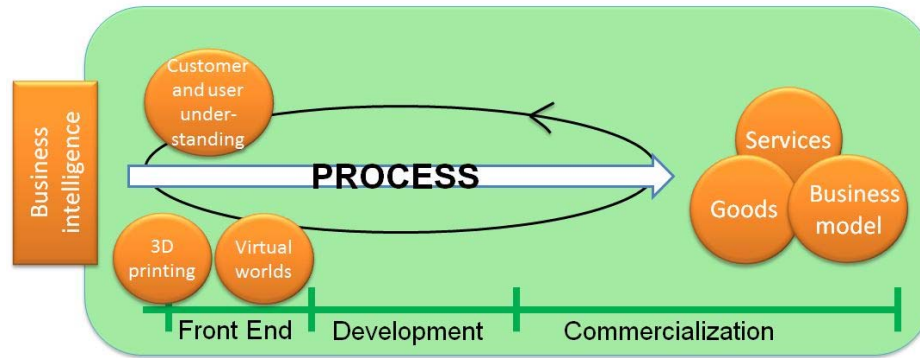 Business
intelligence
Customer
and user
under-
standing
PROCESS
Services
Goods
Business
model
3D
printing
Virtual
worlds
Front End
Development
Commercialization